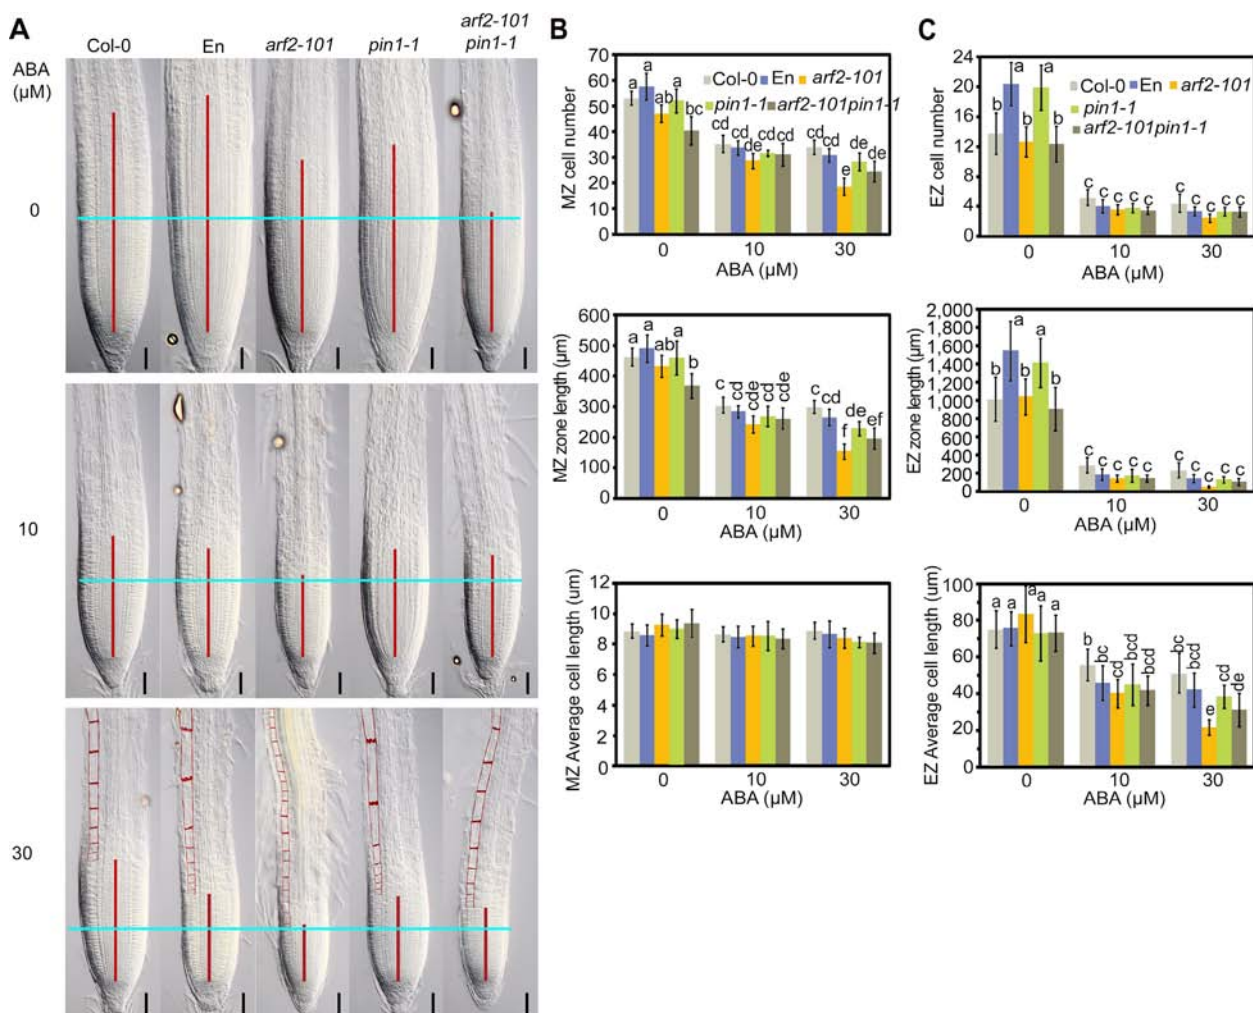 A
ABA
(μM)
Col-0
En
arf2-101
pin1-1
arf2-101
pin1-1
0
10
30
B
MZ cell number
70
60
50
40
30
20
10
0
Col-0 En arf2-101
pin1-1 arf2-101pin1-1
a a ab a bc
cd cd de cd cd
cd cd e de de
0 10 30
ABA (μM)
MZ zone length (μm)
600
500
400
300
200
100
0
a a ab a b
c cd cde cd cde
c cd f de ef
0 10 30
ABA (μM)
MZ Average cell length (um)
12
10
8
6
4
2
0
0 10 30
ABA (μM)
C
EZ cell number
24
20
16
12
8
4
0
Col-0 En arf2-101
pin1-1
arf2-101pin1-1
b a b a b
c c c c c
c c c c c
0 10 30
ABA (μM)
EZ zone length (μm)
2,000
1,800
1,600
1,400
1,200
1,000
800
600
400
200
0
b a b a b
c c c c c
c c c c c
0 10 30
ABA (μM)
EZ Average cell length (um)
100
80
60
40
20
0
a a a a a
b bc cd bcd bcd
bc bcd e cd de
0 10 30
ABA (μM)